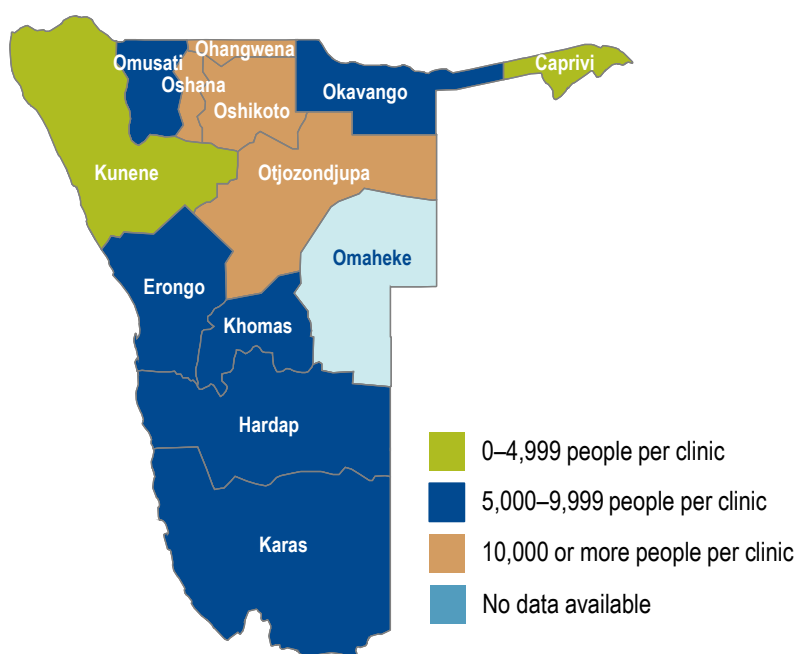 Ohangwena
Omusati
Caprivi
Oshana
Okavango
Oshikoto
Kunene
Otjozondjupa
Omaheke
Erongo
Khomas
Hardap
Karas
0–4,999 people per clinic
5,000–9,999 people per clinic
10,000 or more people per clinic
No data available